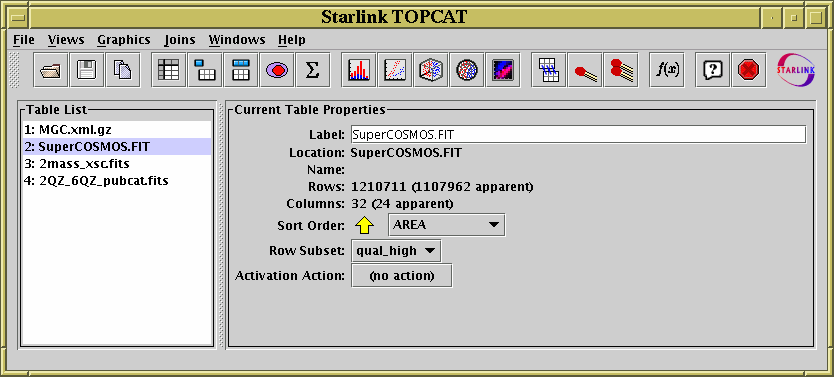 Starlink TOPCAT
File Views Graphics Joins Windows Help
Σ f(x) ? STARLINK
Table List
1: MGC.xml.gz
2: SuperCOSMOS.FIT
3: 2mass_xsc.fits
4: 2QZ_6QZ_pubcat.fits
Current Table Properties
Label: SuperCOSMOS.FIT
Location: SuperCOSMOS.FIT
Name:
Rows: 1210711 (1107962 apparent)
Columns: 32 (24 apparent)
Sort Order: AREA
Row Subset: qual_high
Activation Action: (no action)